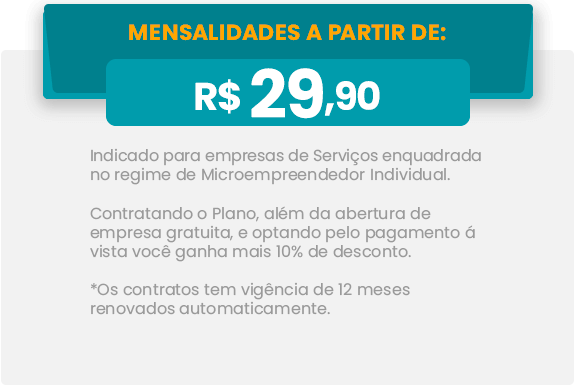 MENSALIDADES A PARTIR DE:
R$ 29,90
Indicado para empresas de Serviços enquadrada
no regime de Microempreendedor Individual.
Contratando o Plano, além da abertura de
empresa gratuita, e optando pelo pagamento á
vista você ganha mais 10% de desconto.
*Os contratos tem vigência de 12 meses
renovados automaticamente.